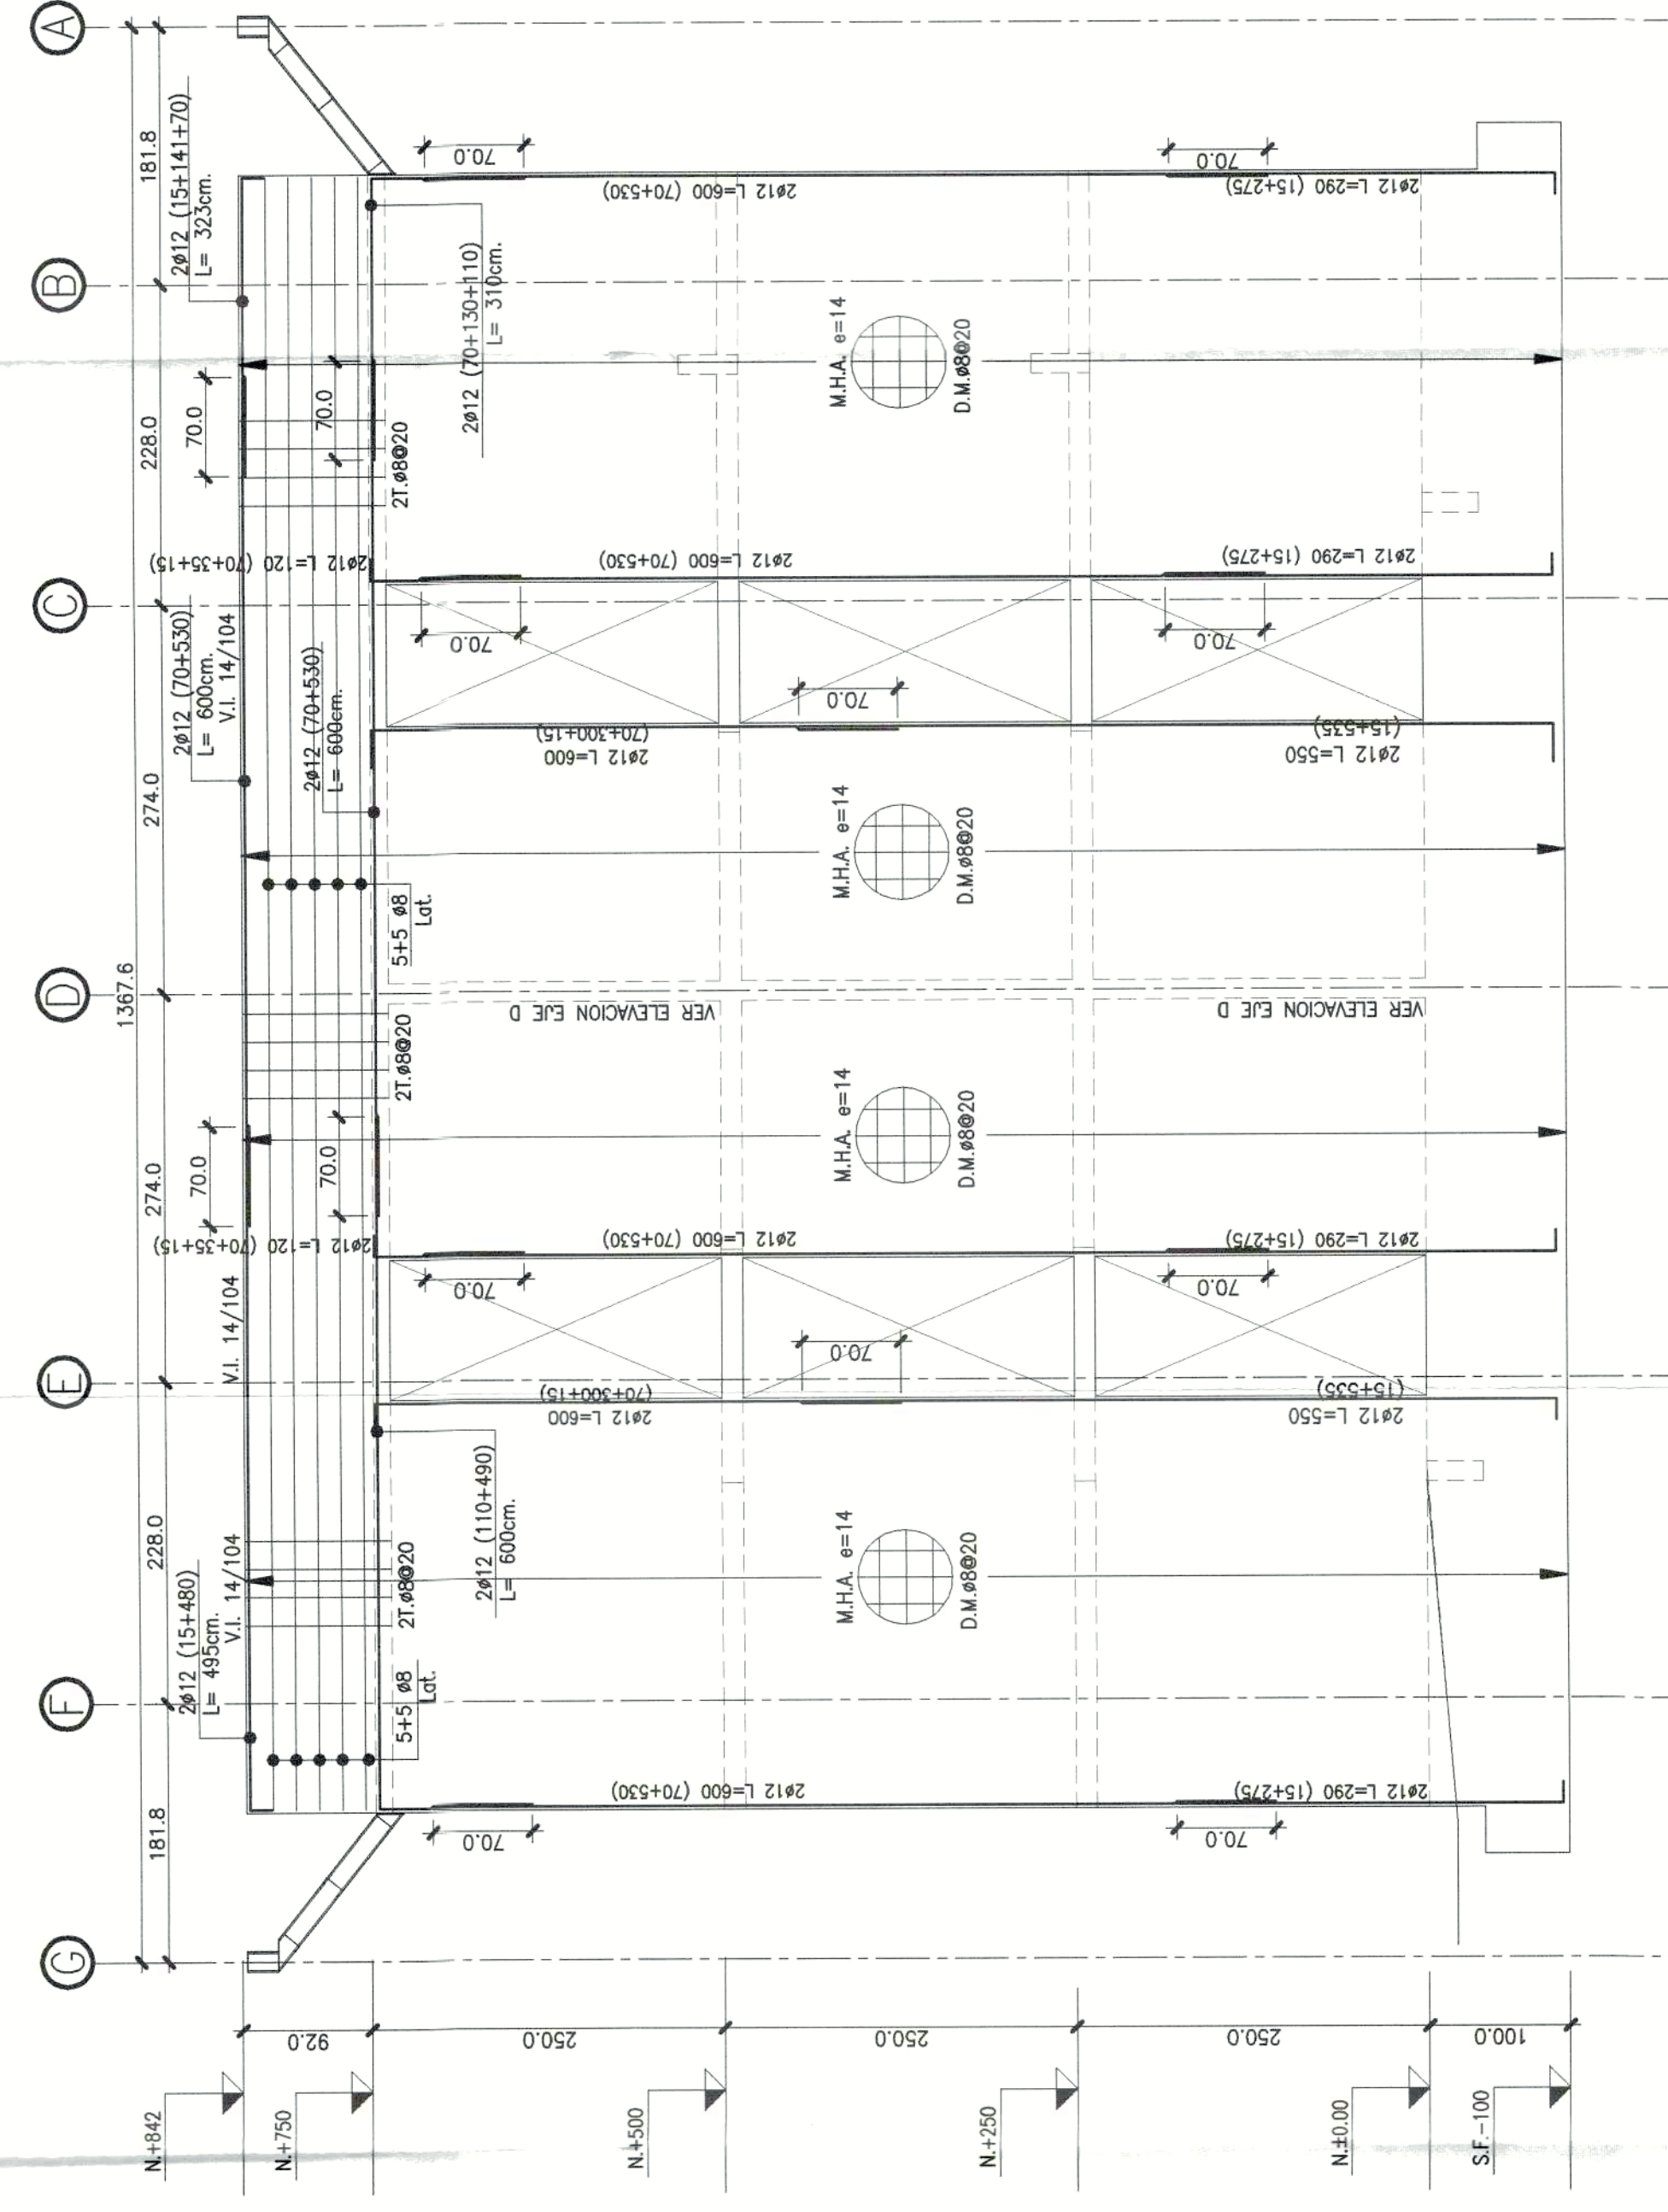 A
B
C
D
E
F
G
1367.6
181.8
228.0
274.0
274.0
228.0
181.8
2ø12 (15+141+70)
L= 323cm.
70.0
70.0
2T.ø8@20
2ø12 (70+130+110)
L= 310cm.
70.0
2ø12 L=600 (70+530)
70.0
2ø12 L=290 (15+275)
M.H.A. e=14
D.M.ø8@20
2ø12 L=120 (70+35+15)
2ø12 L=600 (70+530)
2ø12 L=290 (15+275)
70.0
70.0
2ø12 (70+530)
L= 600cm.
V.I. 14/104
2ø12 (70+530)
L= 600cm.
70.0
2ø12 L=600
(70+300+15)
2ø12 L=550
(15+535)
M.H.A. e=14
D.M.ø8@20
5+5 ø8
Lat.
VER ELEVACION EJE D
VER ELEVACION EJE D
2T.ø8@20
M.H.A. e=14
D.M.ø8@20
70.0
70.0
2ø12 L=120 (70+35+15)
2ø12 L=600 (70+530)
2ø12 L=290 (15+275)
70.0
70.0
V.I. 14/104
70.0
2ø12 L=600
(70+300+15)
2ø12 L=550
(15+535)
2ø12 (110+490)
L= 600cm.
M.H.A. e=14
D.M.ø8@20
2ø12 (15+480)
L= 495cm.
V.I. 14/104
2T.ø8@20
5+5 ø8
Lat.
2ø12 L=600 (70+530)
2ø12 L=290 (15+275)
70.0
70.0
92.0
250.0
250.0
250.0
100.0
N.+842
N.+750
N.+500
N.+250
N.±0.00
S.F.-100